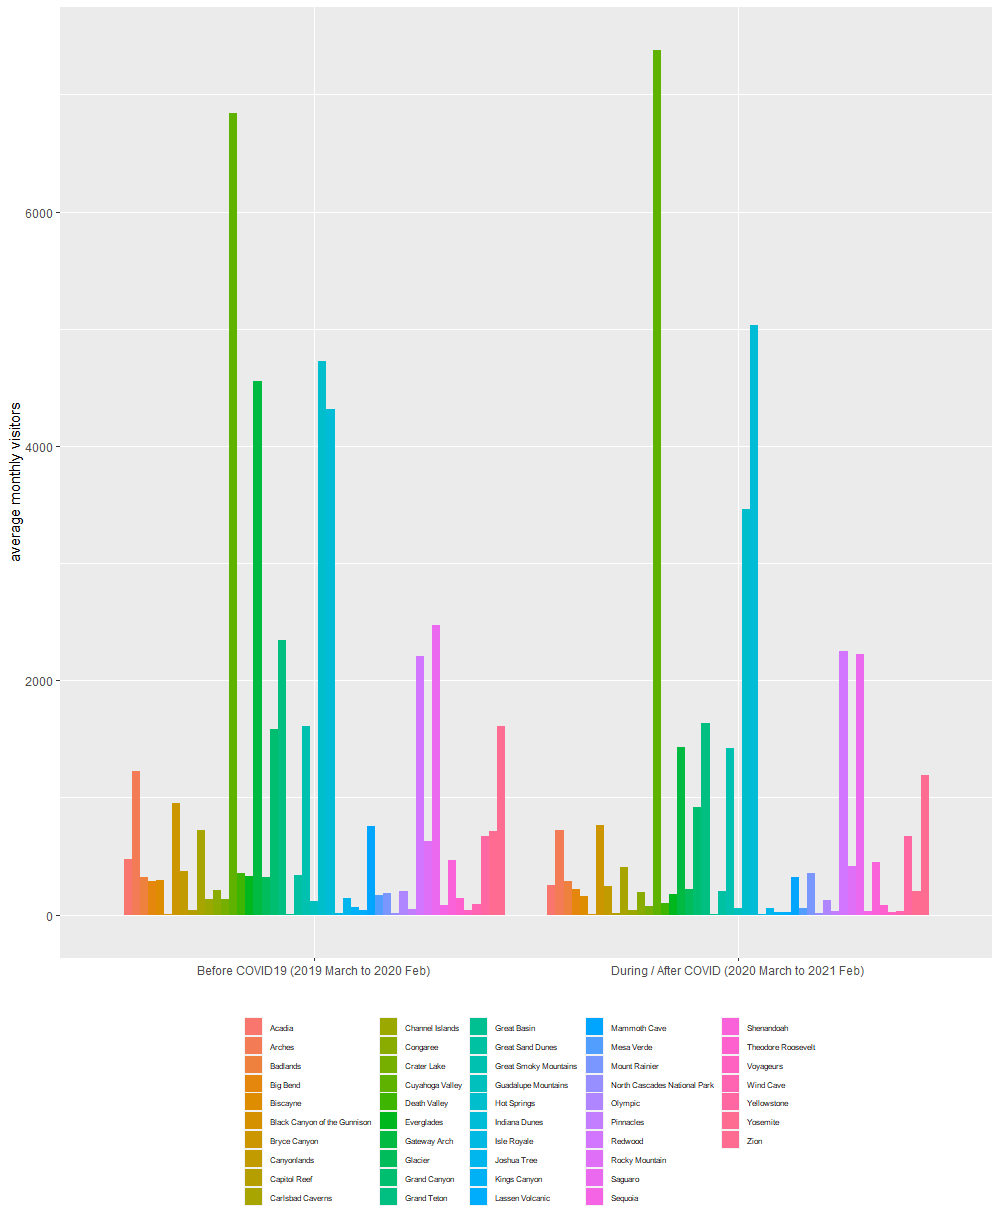 average monthly visitors
6000
4000
2000
0
Before COVID19 (2019 March to 2020 Feb)
During / After COVID (2020 March to 2021 Feb)
Acadia
Arches
Badlands
Big Bend
Biscayne
Black Canyon of the Gunnison
Bryce Canyon
Canyonlands
Capitol Reef
Carlsbad Caverns
Channel Islands
Congaree
Crater Lake
Cuyahoga Valley
Death Valley
Everglades
Gateway Arch
Glacier
Grand Canyon
Grand Teton
Great Basin
Great Sand Dunes
Great Smoky Mountains
Guadalupe Mountains
Hot Springs
Indiana Dunes
Isle Royale
Joshua Tree
Kings Canyon
Lassen Volcanic
Mammoth Cave
Mesa Verde
Mount Rainier
North Cascades National Park
Olympic
Pinnacles
Redwood
Rocky Mountain
Saguaro
Sequoia
Shenandoah
Theodore Roosevelt
Voyageurs
Wind Cave
Yellowstone
Yosemite
Zion